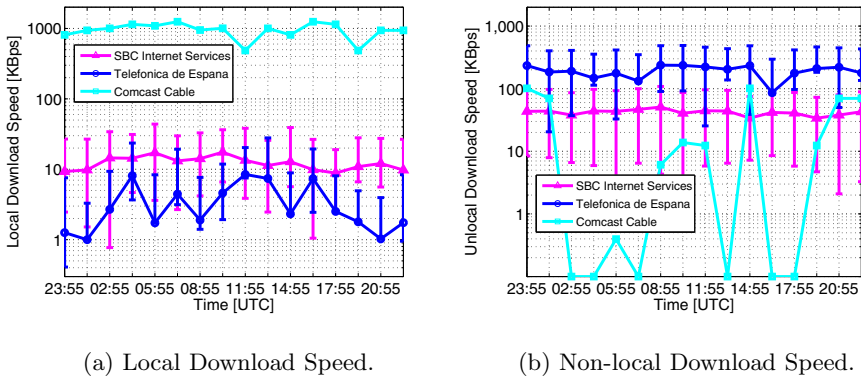 Local Download Speed [KBps]
1000
100
10
1
SBC Internet Services
Telefonica de Espana
Comcast Cable
23:55 02:55 05:55 08:55 11:55 14:55 17:55 20:55
Time [UTC]
(a) Local Download Speed.
Unlocal Download Speed [KBps]
1,000
100
10
1
SBC Internet Services
Telefonica de Espana
Comcast Cable
23:55 02:55 05:55 08:55 11:55 14:55 17:55 20:55
Time [UTC]
(b) Non-local Download Speed.